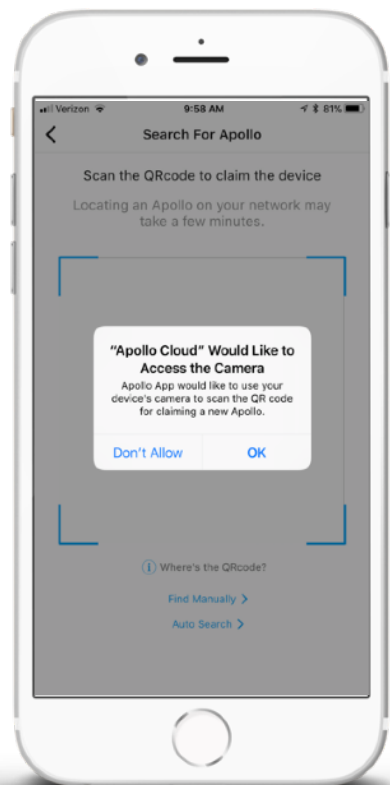 Verizon 9:58 AM 81%
Search For Apollo
Scan the QRcode to claim the device
Locating an Apollo on your network may
take a few minutes.
"Apollo Cloud" Would Like to
Access the Camera
Apollo App would like to use your
device's camera to scan the QR code
for claiming a new Apollo.
Don't Allow OK
Where's the QRcode?
Find Manually >
Auto Search >